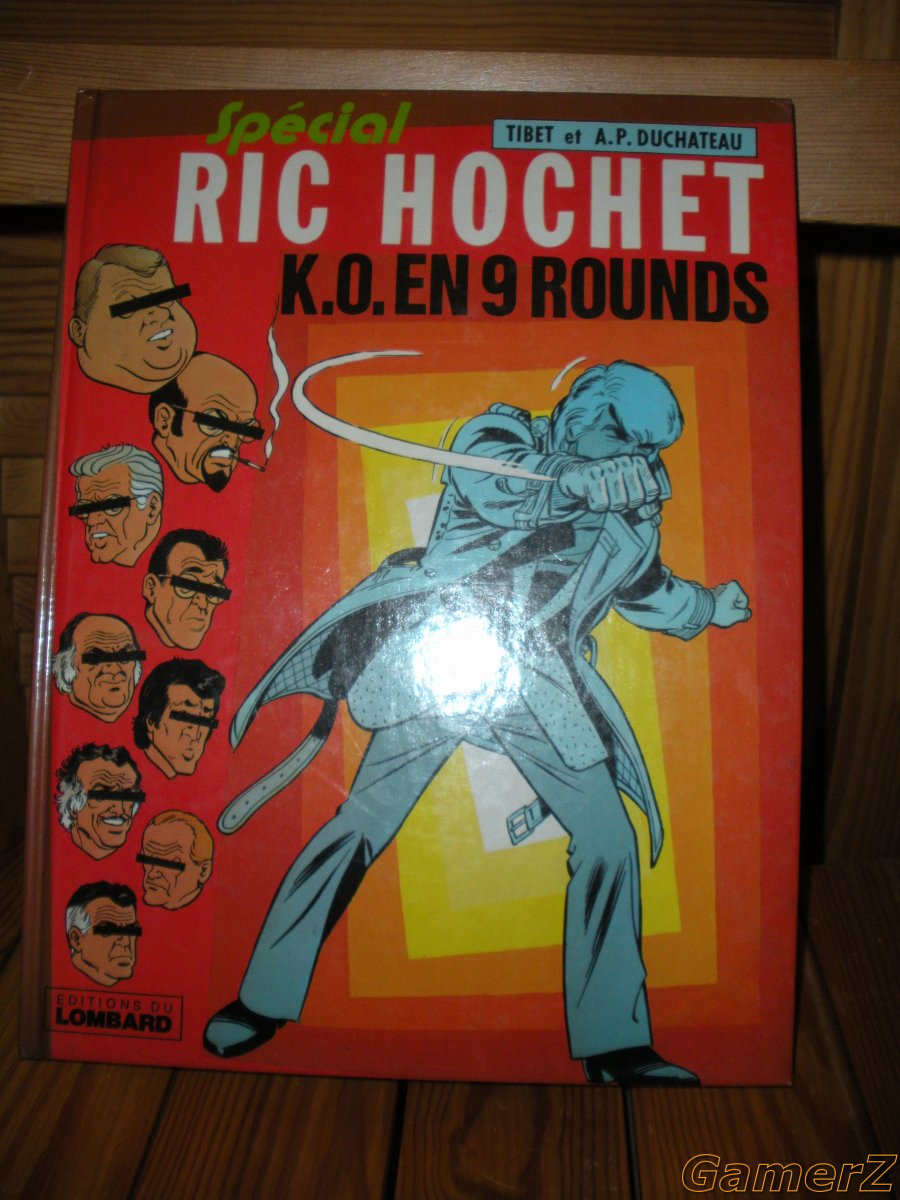 Spécial
TIBET et A.P. DUCHATEAU
RIC HOCHET
K.O. EN 9 ROUNDS
EDITIONS DU
LOMBARD
GamerZ